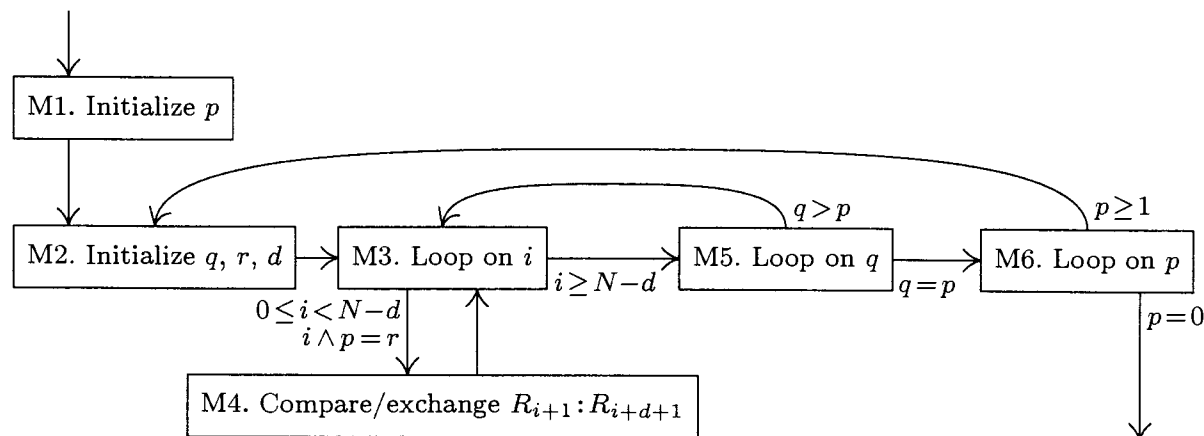 M1. Initialize p
q > p
p ≥ 1
M2. Initialize q, r, d
M3. Loop on i
M5. Loop on q
M6. Loop on p
i ≥ N−d
q = p
0 ≤ i < N−d
i ∧ p = r
p = 0
M4. Compare/exchange R_{i+1} : R_{i+d+1}